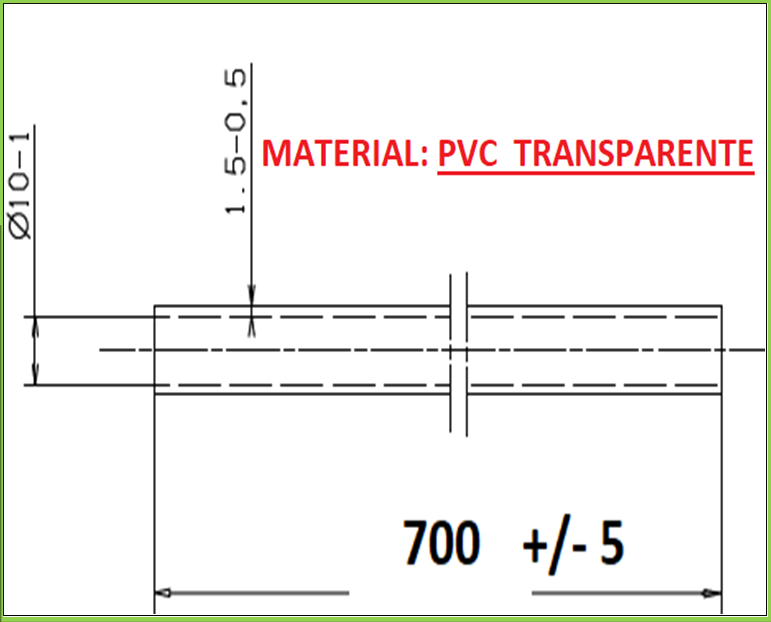 1.5-0,5
Ø10-1
MATERIAL: PVC TRANSPARENTE
700 +/- 5